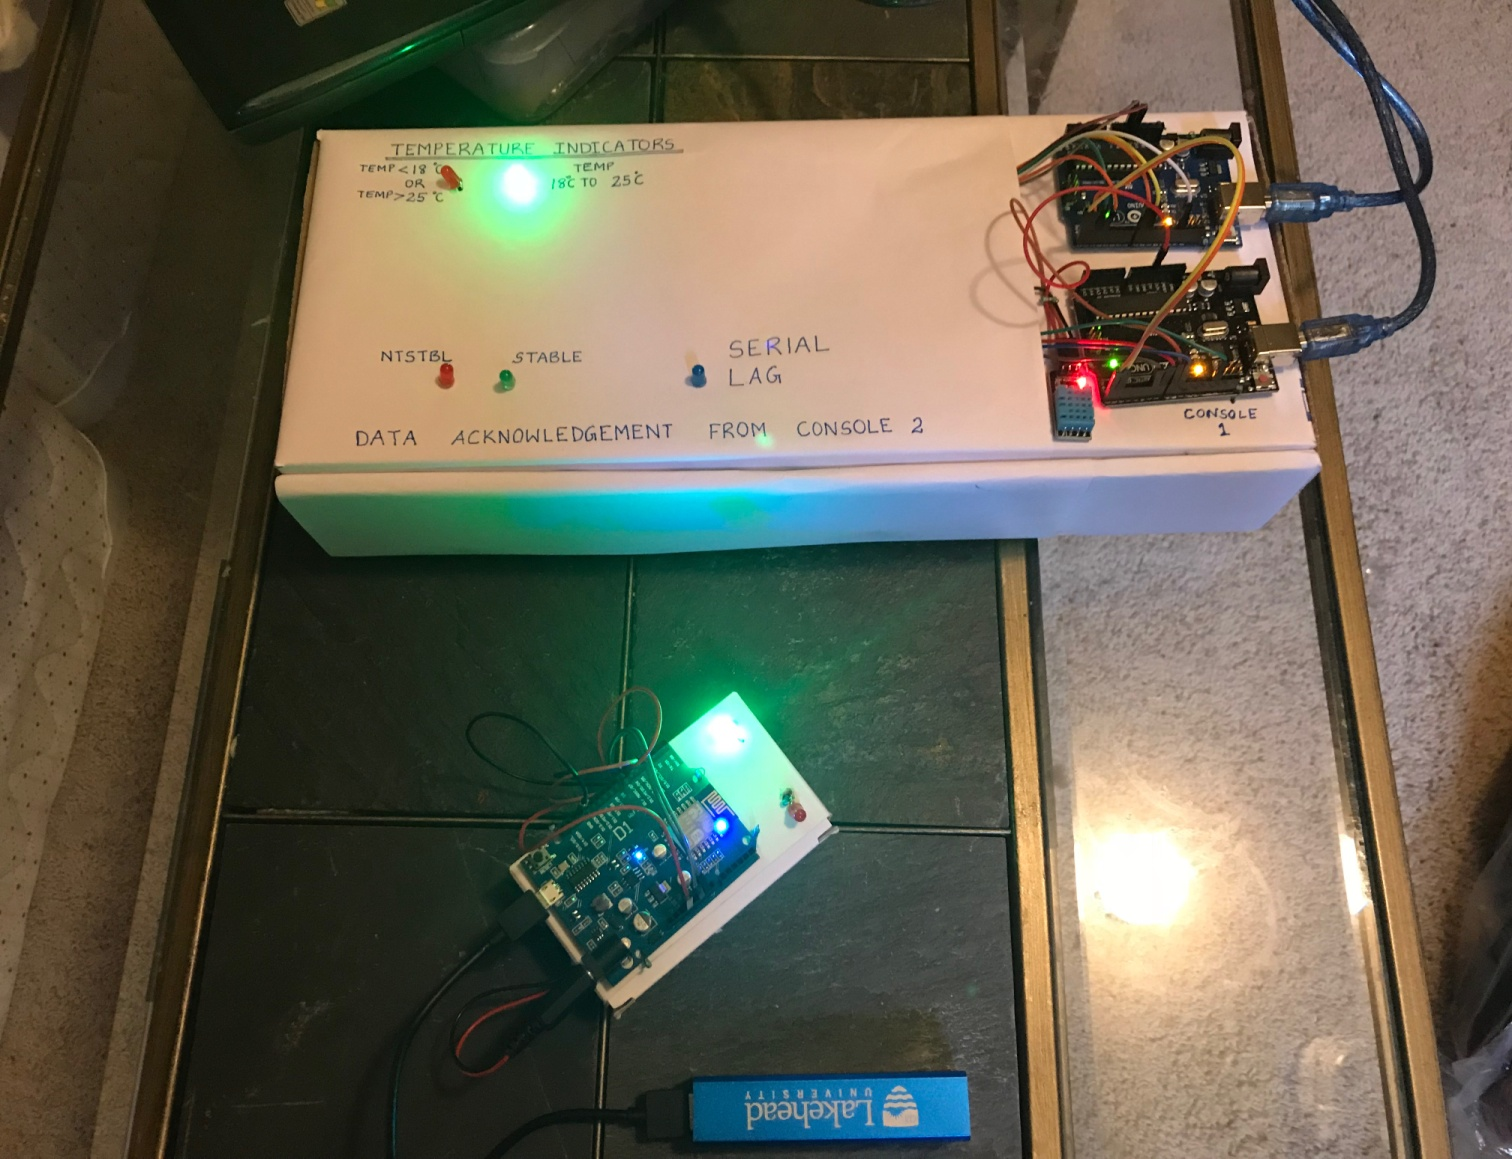 TEMPERATURE INDICATORS
TEMP<18°C
OR
TEMP>25°C
TEMP
18°C TO 25°C
NTSTBL
STABLE
SERIAL
LAG
DATA ACKNOWLEDGEMENT FROM CONSOLE 2
CONSOLE
1
D1
Lakehead
UNIVERSITY